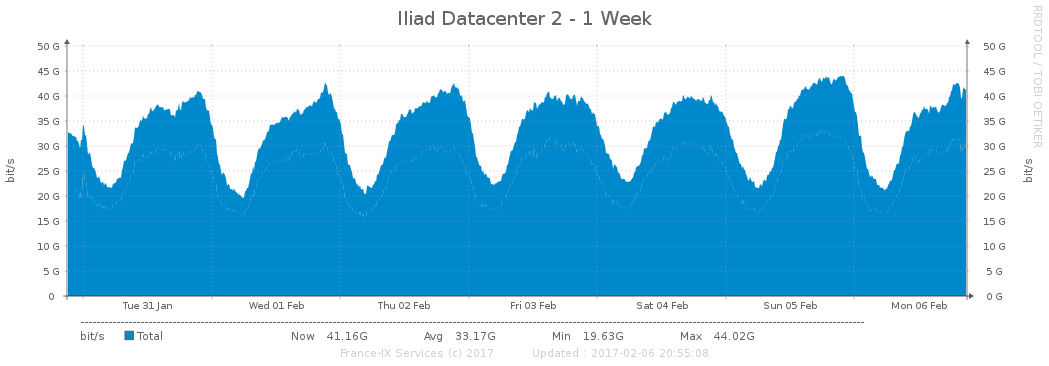 Iliad Datacenter 2 - 1 Week
RRDTOOL / TOBI OETIKER
50 G 50 G
45 G 45 G
40 G 40 G
35 G 35 G
30 G 30 G
25 G 25 G
20 G 20 G
15 G 15 G
10 G 10 G
5 G 5 G
0 0 G
bit/s bit/s
Tue 31 Jan Wed 01 Feb Thu 02 Feb Fri 03 Feb Sat 04 Feb Sun 05 Feb Mon 06 Feb
bit/s Total Now 41.16G Avg 33.17G Min 19.63G Max 44.02G
France-IX Services (c) 2017 Updated : 2017-02-06 20:55:08